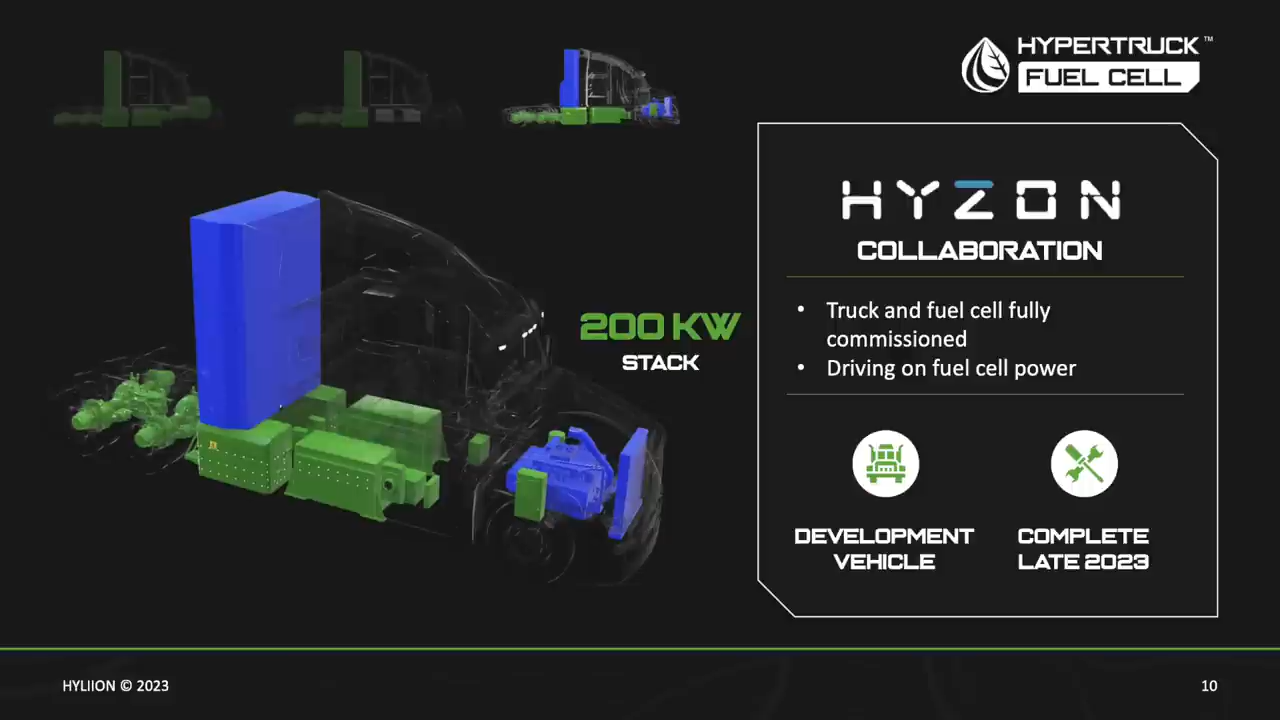 HYPERTRUCK™
FUEL CELL
HYZON
COLLABORATION
• Truck and fuel cell fully
commissioned
• Driving on fuel cell power
200 KW
STACK
DEVELOPMENT
VEHICLE
COMPLETE
LATE 2023
HYLIION © 2023
10